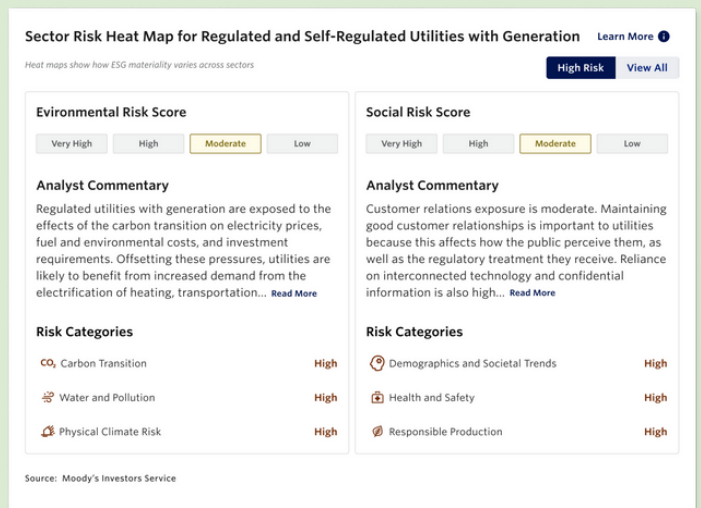 Sector Risk Heat Map for Regulated and Self-Regulated Utilities with Generation
Learn More
Heat maps show how ESG materiality varies across sectors
High Risk
View All
Evironmental Risk Score
Very High
High
Moderate
Low
Analyst Commentary
Regulated utilities with generation are exposed to the
effects of the carbon transition on electricity prices,
fuel and environmental costs, and investment
requirements. Offsetting these pressures, utilities are
likely to benefit from increased demand from the
electrification of heating, transportation... Read More
Risk Categories
CO₂ Carbon Transition High
Water and Pollution High
Physical Climate Risk High
Social Risk Score
Very High
High
Moderate
Low
Analyst Commentary
Customer relations exposure is moderate. Maintaining
good customer relationships is important to utilities
because this affects how the public perceive them, as
well as the regulatory treatment they receive. Reliance
on interconnected technology and confidential
information is also high... Read More
Risk Categories
Demographics and Societal Trends High
Health and Safety High
Responsible Production High
Source: Moody's Investors Service